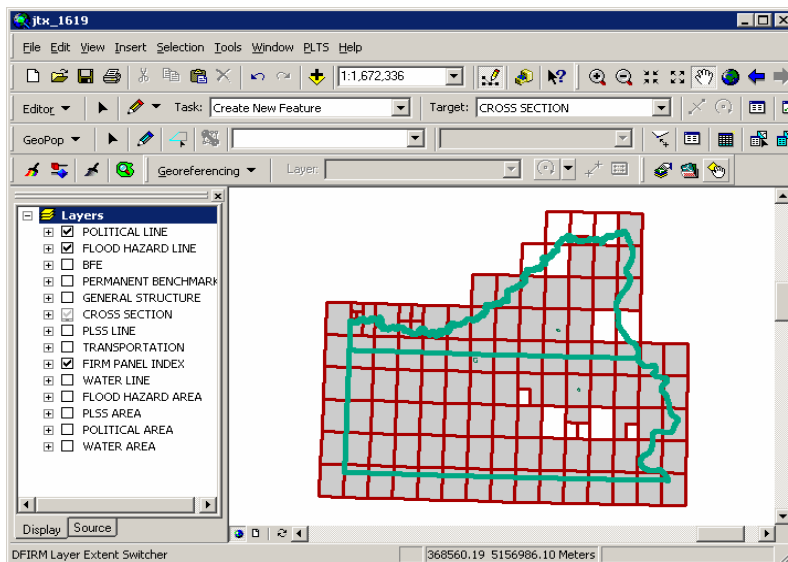 jtx_1619
File Edit View Insert Selection Tools Window PLTS Help
1:1,672,336
Editor Task: Create New Feature Target: CROSS SECTION
GeoPop
Georeferencing Layer:
Layers
POLITICAL LINE
FLOOD HAZARD LINE
BFE
PERMANENT BENCHMARK
GENERAL STRUCTURE
CROSS SECTION
PLSS LINE
TRANSPORTATION
FIRM PANEL INDEX
WATER LINE
FLOOD HAZARD AREA
PLSS AREA
POLITICAL AREA
WATER AREA
Display Source
DFIRM Layer Extent Switcher 368560.19 5156986.10 Meters